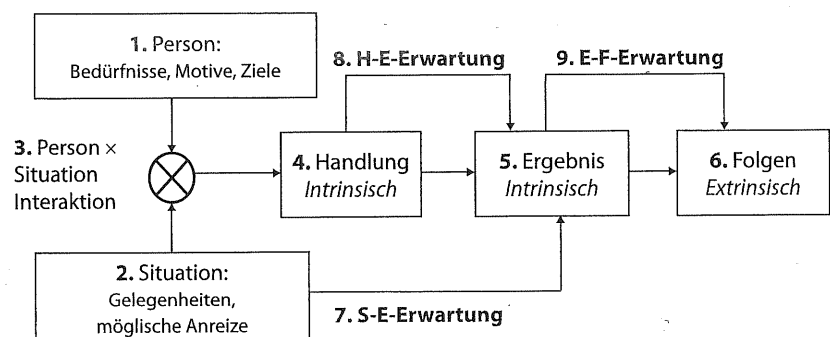 1. Person:
Bedürfnisse, Motive, Ziele
8. H-E-Erwartung
9. E-F-Erwartung
3. Person ×
Situation
Interaktion
4. Handlung
Intrinsisch
5. Ergebnis
Intrinsisch
6. Folgen
Extrinsisch
2. Situation:
Gelegenheiten,
möglische Anreize
7. S-E-Erwartung